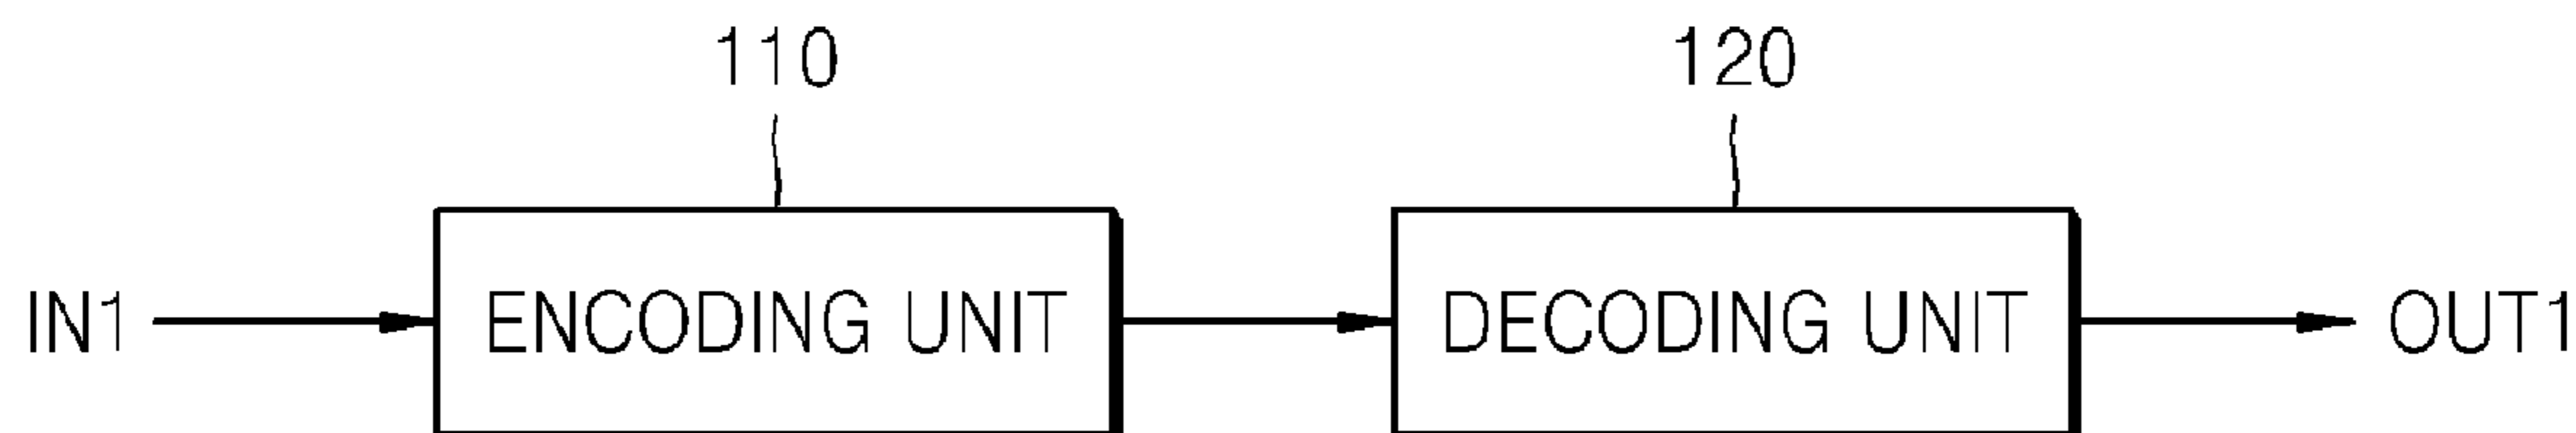 110 120
IN1 ENCODING UNIT DECODING UNIT OUT1